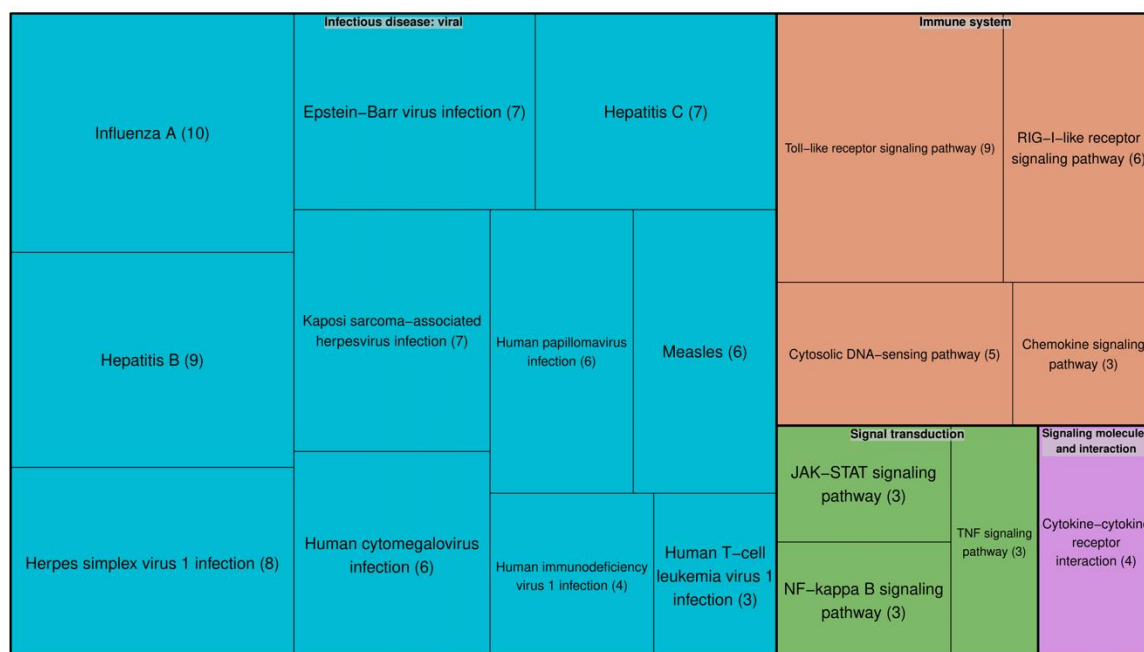 Infectious disease: viral
Influenza A (10)
Epstein−Barr virus infection (7)
Hepatitis C (7)
Hepatitis B (9)
Kaposi sarcoma−associated
herpesvirus infection (7)
Human papillomavirus
infection (6)
Measles (6)
Herpes simplex virus 1 infection (8)
Human cytomegalovirus
infection (6)
Human immunodeficiency
virus 1 infection (4)
Human T−cell
leukemia virus 1
infection (3)
Immune system
Toll−like receptor signaling pathway (9)
RIG−I−like receptor
signaling pathway (6)
Cytosolic DNA−sensing pathway (5)
Chemokine signaling
pathway (3)
Signal transduction
JAK−STAT signaling
pathway (3)
TNF signaling
pathway (3)
NF−kappa B signaling
pathway (3)
Signaling molecule
and interaction
Cytokine−cytokine
receptor
interaction (4)